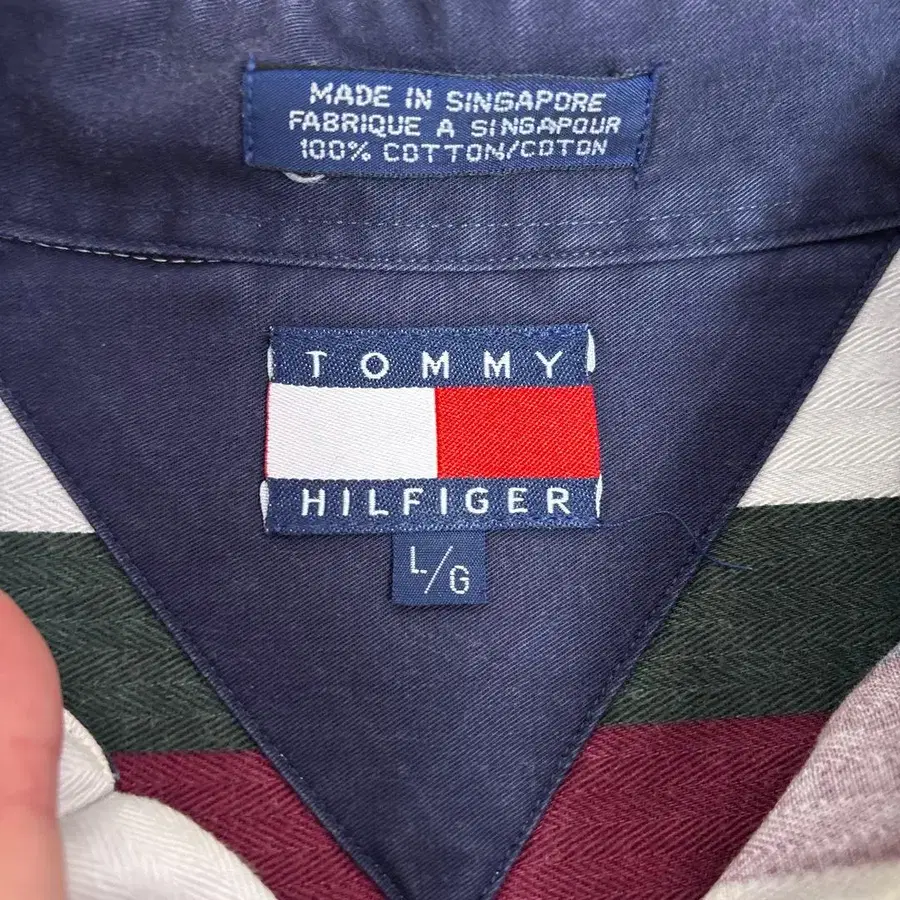 MADE IN SINGAPORE
FABRIQUE A SINGAPOUR
100% COTTON/COTON
TOMMY
HILFIGER
L/G